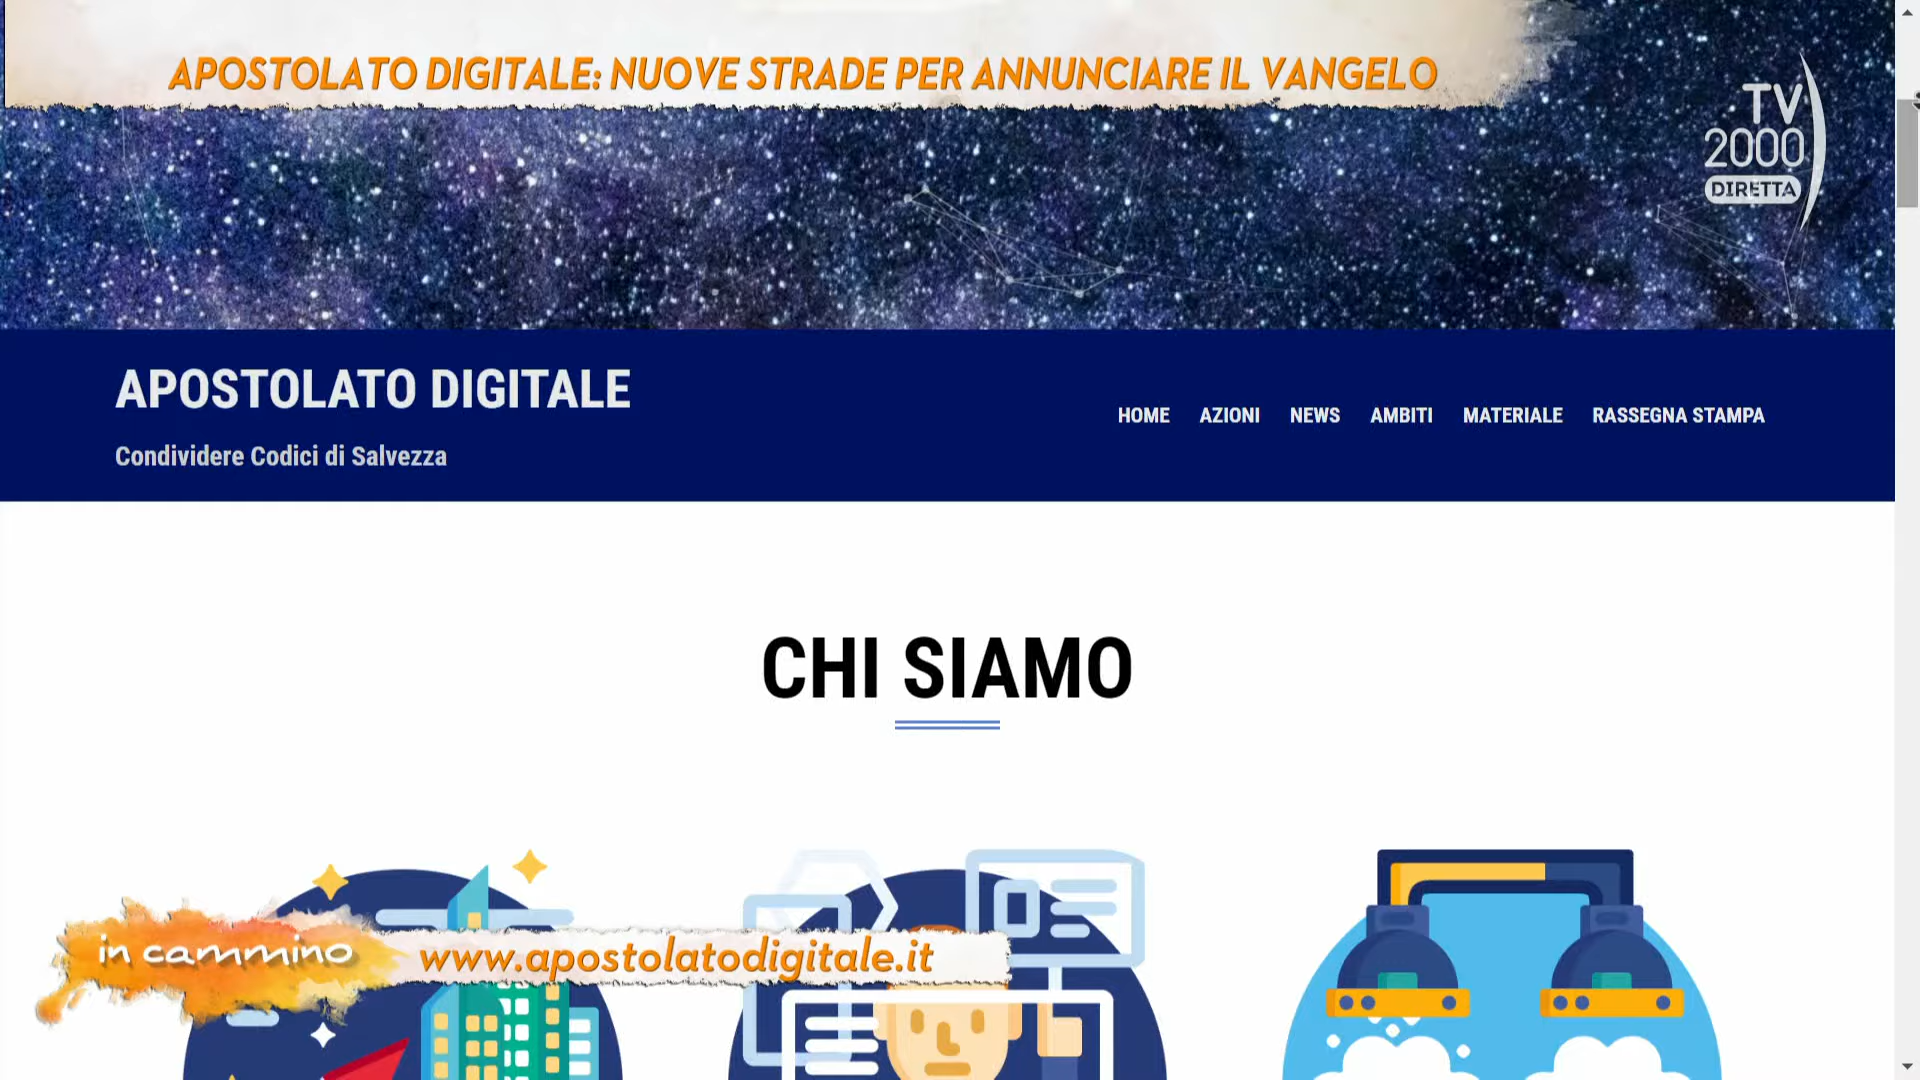 APOSTOLATO DIGITALE: NUOVE STRADE PER ANNUNCIARE IL VANGELO
TV
2000
DIRETTA
APOSTOLATO DIGITALE
Condividere Codici di Salvezza
HOME AZIONI NEWS AMBITI MATERIALE RASSEGNA STAMPA
CHI SIAMO
in cammino
www.apostolatodigitale.it